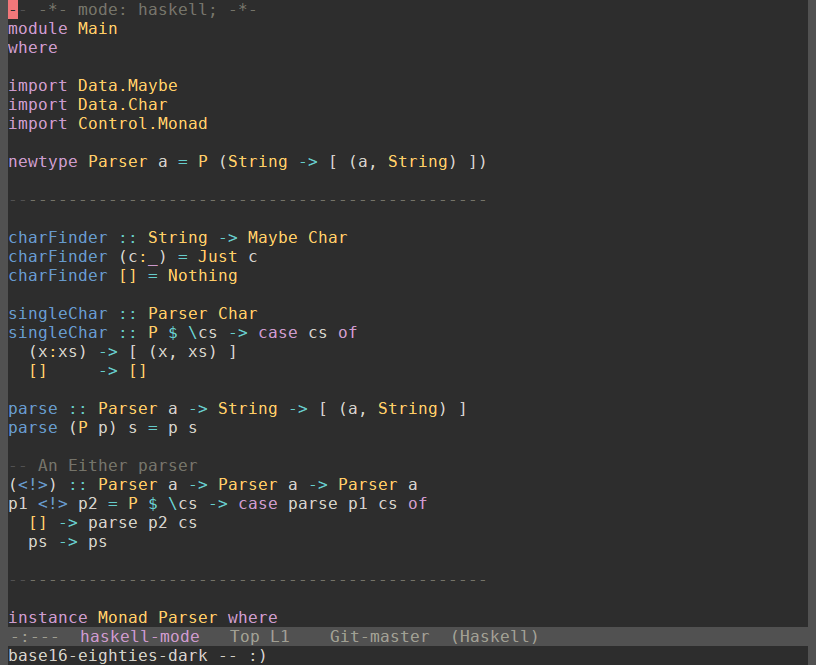 -- -*- mode: haskell; -*-
module Main
where

import Data.Maybe
import Data.Char
import Control.Monad

newtype Parser a = P (String -> [ (a, String) ])

------------------------------------------------

charFinder :: String -> Maybe Char
charFinder (c:_) = Just c
charFinder [] = Nothing

singleChar :: Parser Char
singleChar :: P $ \cs -> case cs of
  (x:xs) -> [ (x, xs) ]
  []     -> []

parse :: Parser a -> String -> [ (a, String) ]
parse (P p) s = p s

-- An Either parser
(<!>) :: Parser a -> Parser a -> Parser a
p1 <!> p2 = P $ \cs -> case parse p1 cs of
  [] -> parse p2 cs
  ps -> ps

------------------------------------------------

instance Monad Parser where
-:---  haskell-mode   Top L1    Git-master  (Haskell)
base16-eighties-dark -- :)